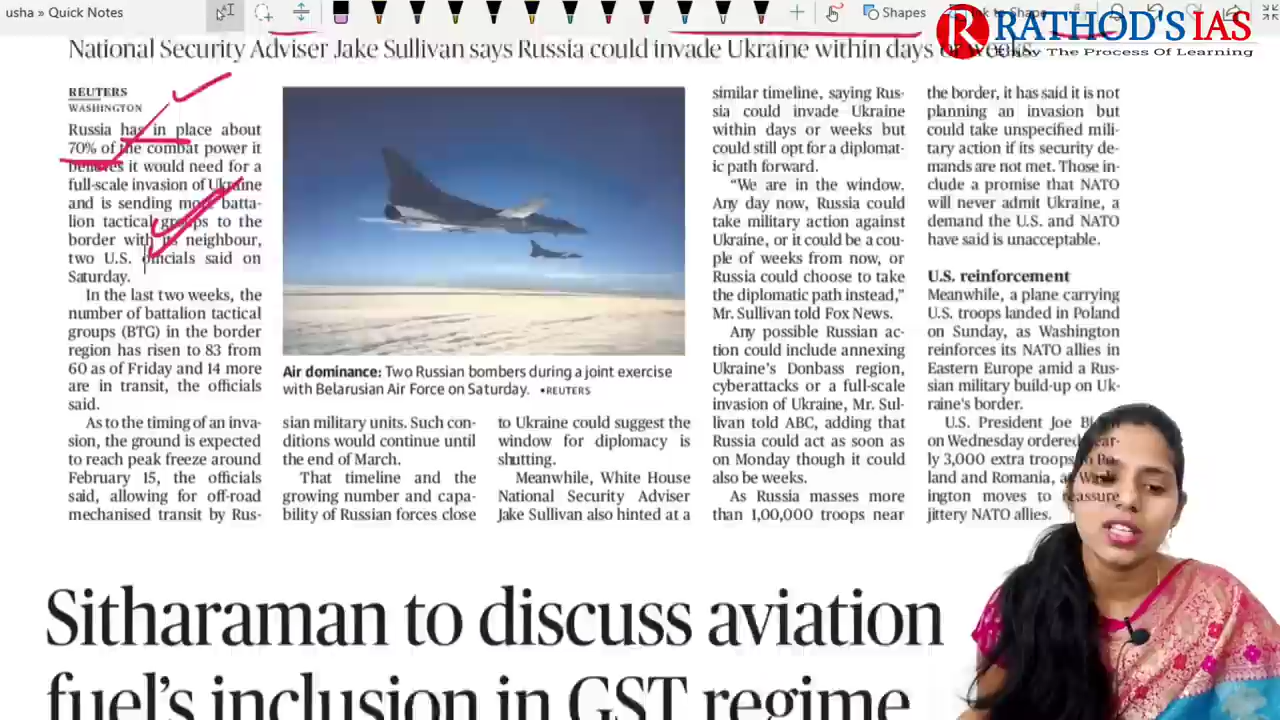 usha » Quick Notes
Shapes
RATHOD'S IAS
Enjoy The Process Of Learning
National Security Adviser Jake Sullivan says Russia could invade Ukraine within days or weeks
REUTERS
WASHINGTON
Russia has in place about
70% of the combat power it
believes it would need for a
full-scale invasion of Ukraine
and is sending more batta-
lion tactical groups to the
border with its neighbour,
two U.S. officials said on
Saturday.
In the last two weeks, the
number of battalion tactical
groups (BTG) in the border
region has risen to 83 from
60 as of Friday and 14 more
are in transit, the officials
said.
As to the timing of an inva-
sion, the ground is expected
to reach peak freeze around
February 15, the officials
said, allowing for off-road
mechanised transit by Rus-
Air dominance: Two Russian bombers during a joint exercise
with Belarusian Air Force on Saturday. •REUTERS
sian military units. Such con-
ditions would continue until
the end of March.
That timeline and the
growing number and capa-
bility of Russian forces close
to Ukraine could suggest the
window for diplomacy is
shutting.
Meanwhile, White House
National Security Adviser
Jake Sullivan also hinted at a
similar timeline, saying Rus-
sia could invade Ukraine
within days or weeks but
could still opt for a diplomat-
ic path forward.
“We are in the window.
Any day now, Russia could
take military action against
Ukraine, or it could be a cou-
ple of weeks from now, or
Russia could choose to take
the diplomatic path instead,”
Mr. Sullivan told Fox News.
Any possible Russian ac-
tion could include annexing
Ukraine's Donbass region,
cyberattacks or a full-scale
invasion of Ukraine, Mr. Sul-
livan told ABC, adding that
Russia could act as soon as
on Monday though it could
also be weeks.
As Russia masses more
than 1,00,000 troops near
the border, it has said it is not
planning an invasion but
could take unspecified mili-
tary action if its security de-
mands are not met. Those in-
clude a promise that NATO
will never admit Ukraine, a
demand the U.S. and NATO
have said is unacceptable.
U.S. reinforcement
Meanwhile, a plane carrying
U.S. troops landed in Poland
on Sunday, as Washington
reinforces its NATO allies in
Eastern Europe amid a Rus-
sian military build-up on Uk-
raine's border.
U.S. President Joe Biden
on Wednesday ordered near-
ly 3,000 extra troops to Po-
land and Romania, as Wash-
ington moves to reassure
jittery NATO allies.
Sitharaman to discuss aviation
fuel's inclusion in GST regime